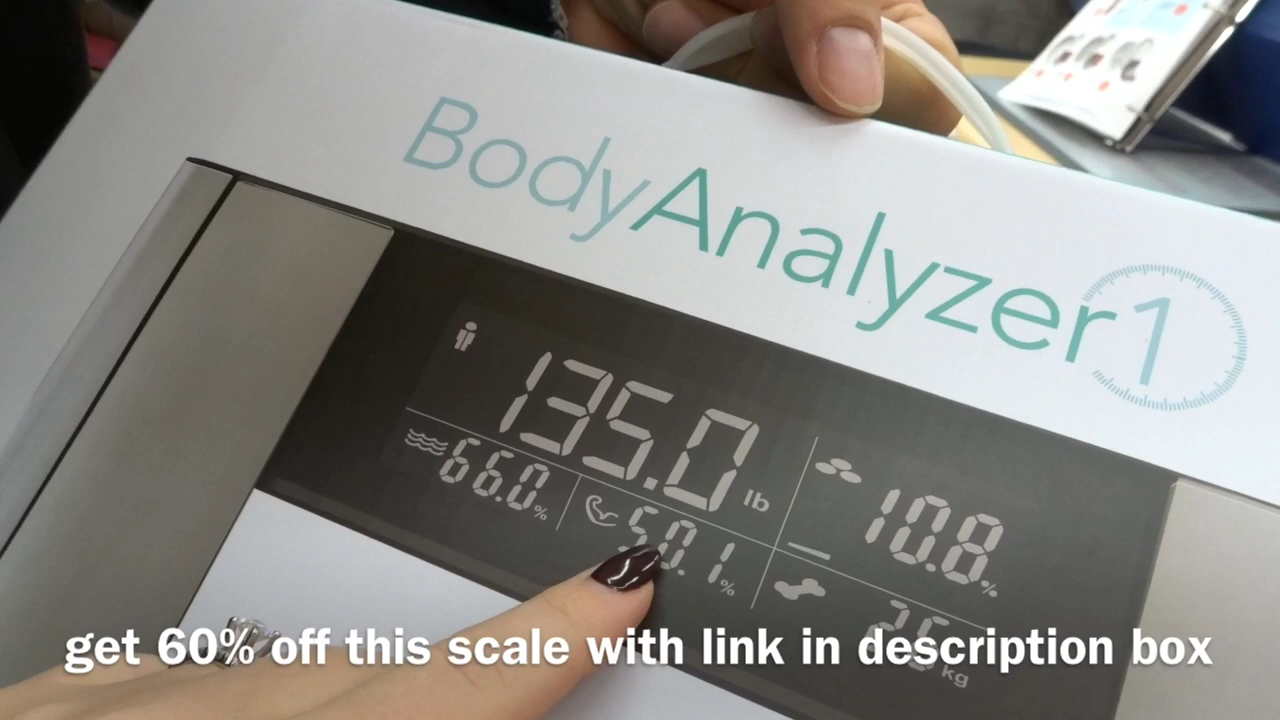 BodyAnalyzer1
135.0 lb
10.8%
66.0%
50.1%
kg
get 60% off this scale with link in description box